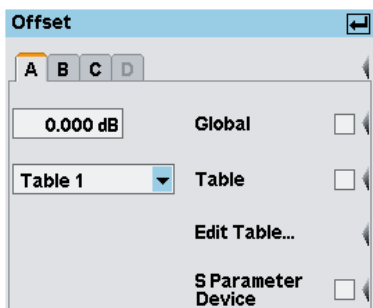 Offset
A B C D
0.000 dB Global
Table 1 Table
Edit Table...
S Parameter
Device